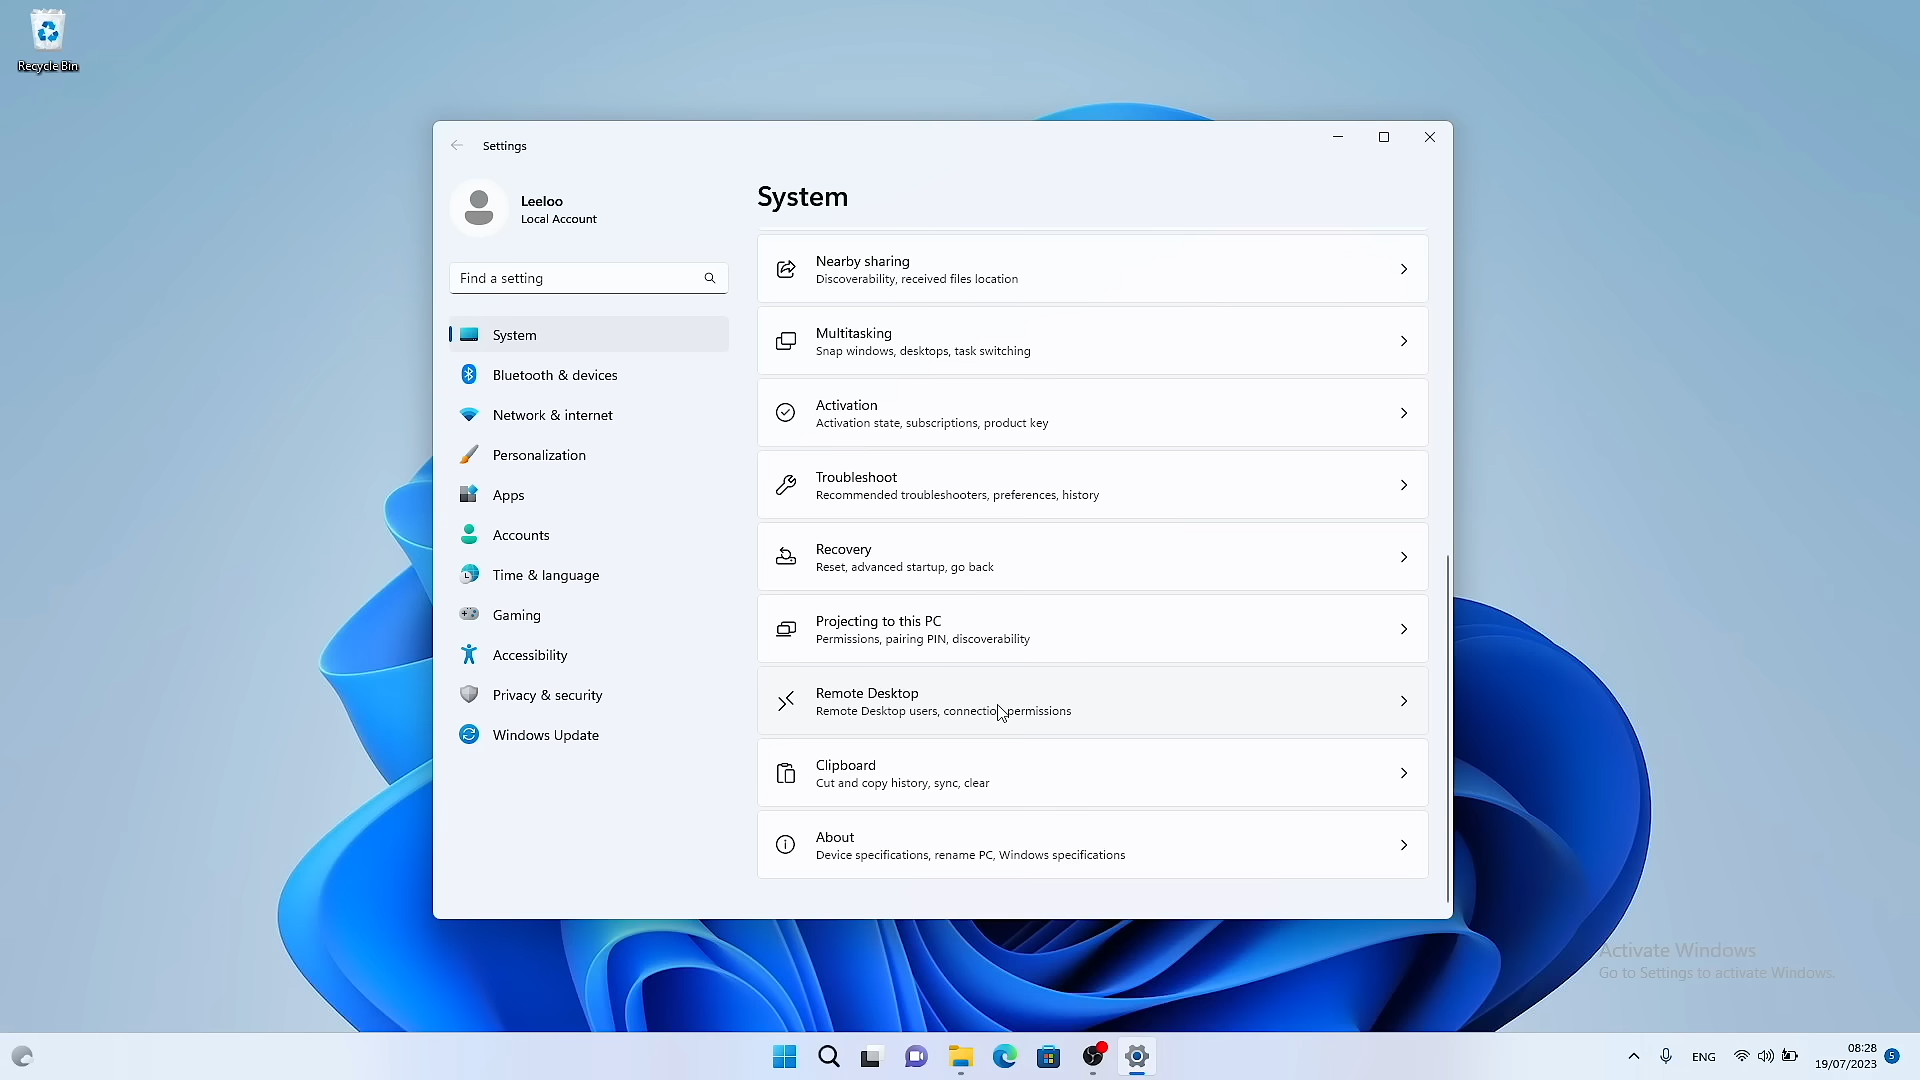 Recycle Bin
Settings
Leeloo
Local Account
Find a setting
System
Bluetooth & devices
Network & internet
Personalization
Apps
Accounts
Time & language
Gaming
Accessibility
Privacy & security
Windows Update
System
Nearby sharing
Discoverability, received files location
Multitasking
Snap windows, desktops, task switching
Activation
Activation state, subscriptions, product key
Troubleshoot
Recommended troubleshooters, preferences, history
Recovery
Reset, advanced startup, go back
Projecting to this PC
Permissions, pairing PIN, discoverability
Remote Desktop
Remote Desktop users, connection permissions
Clipboard
Cut and copy history, sync, clear
About
Device specifications, rename PC, Windows specifications
Activate Windows
Go to Settings to activate Windows.
ENG
08:28
19/07/2023
5